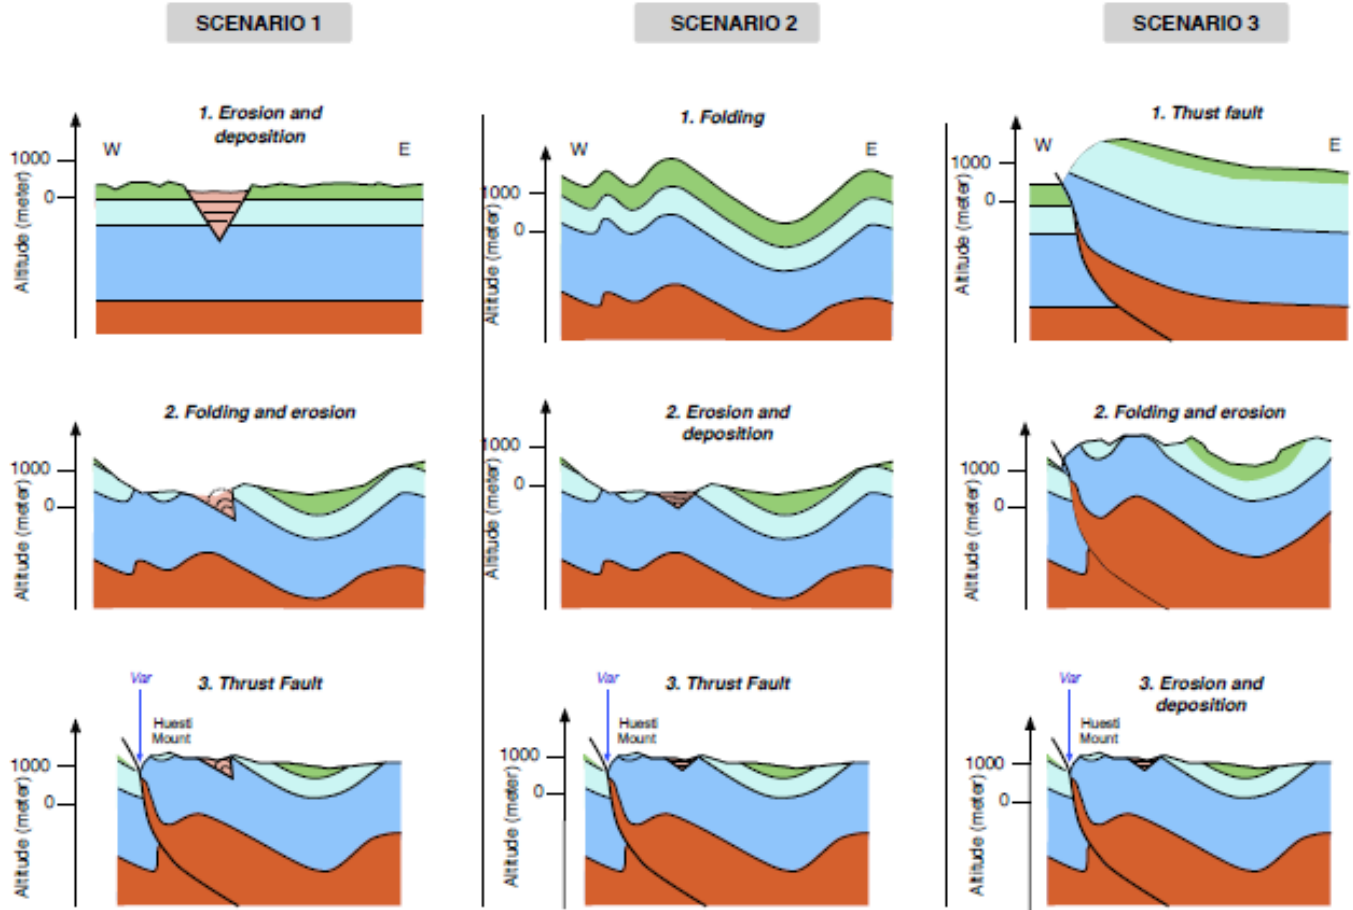 SCENARIO 1
SCENARIO 2
SCENARIO 3
1. Erosion and
deposition
W
E
1000
0
Altitude (meter)
1. Folding
W
E
1000
0
Altitude (meter)
1. Thust fault
W
E
1000
0
Altitude (meter)
2. Folding and erosion
1000
0
Altitude (meter)
2. Erosion and
deposition
1000
0
Altitude (meter)
2. Folding and erosion
1000
0
Altitude (meter)
3. Thrust Fault
Var
Huesti
Mount
1000
0
Altitude (meter)
3. Thrust Fault
Var
Huesti
Mount
1000
0
Altitude (meter)
3. Erosion and
deposition
Var
Huesti
Mount
1000
0
Altitude (meter)